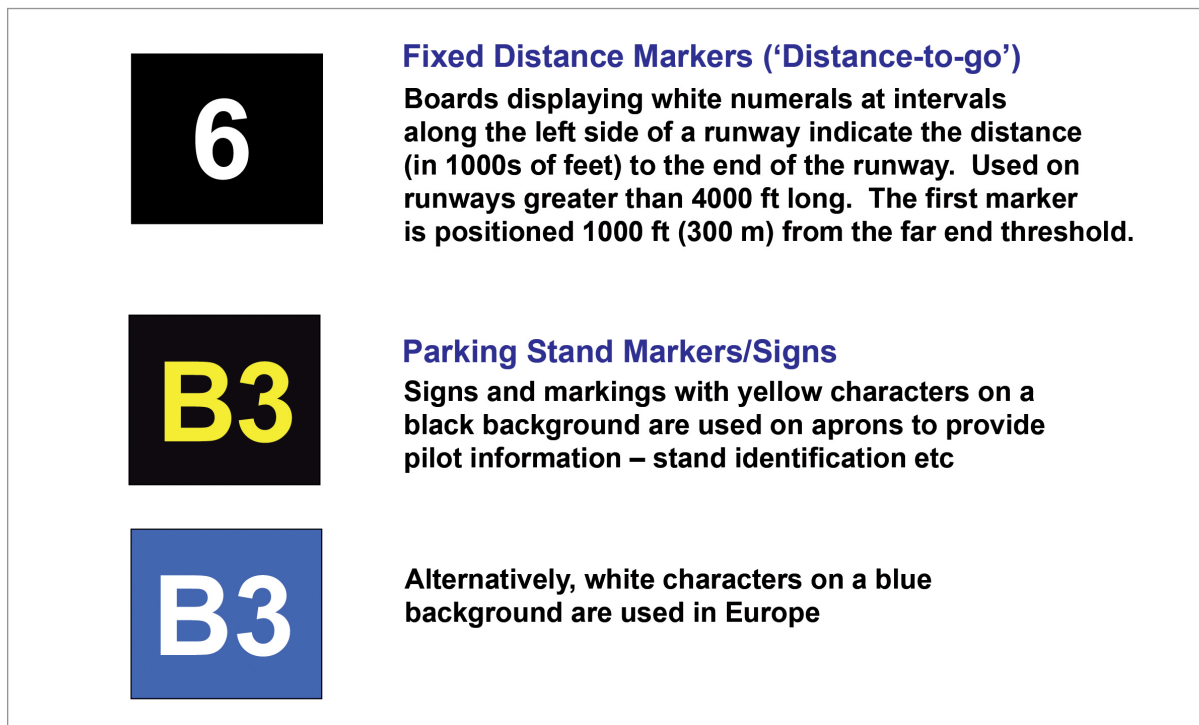 6
Fixed Distance Markers (‘Distance-to-go’)
Boards displaying white numerals at intervals
along the left side of a runway indicate the distance
(in 1000s of feet) to the end of the runway.  Used on
runways greater than 4000 ft long.  The first marker
is positioned 1000 ft (300 m) from the far end threshold.
B3
Parking Stand Markers/Signs
Signs and markings with yellow characters on a
black background are used on aprons to provide
pilot information – stand identification etc
B3
Alternatively, white characters on a blue
background are used in Europe